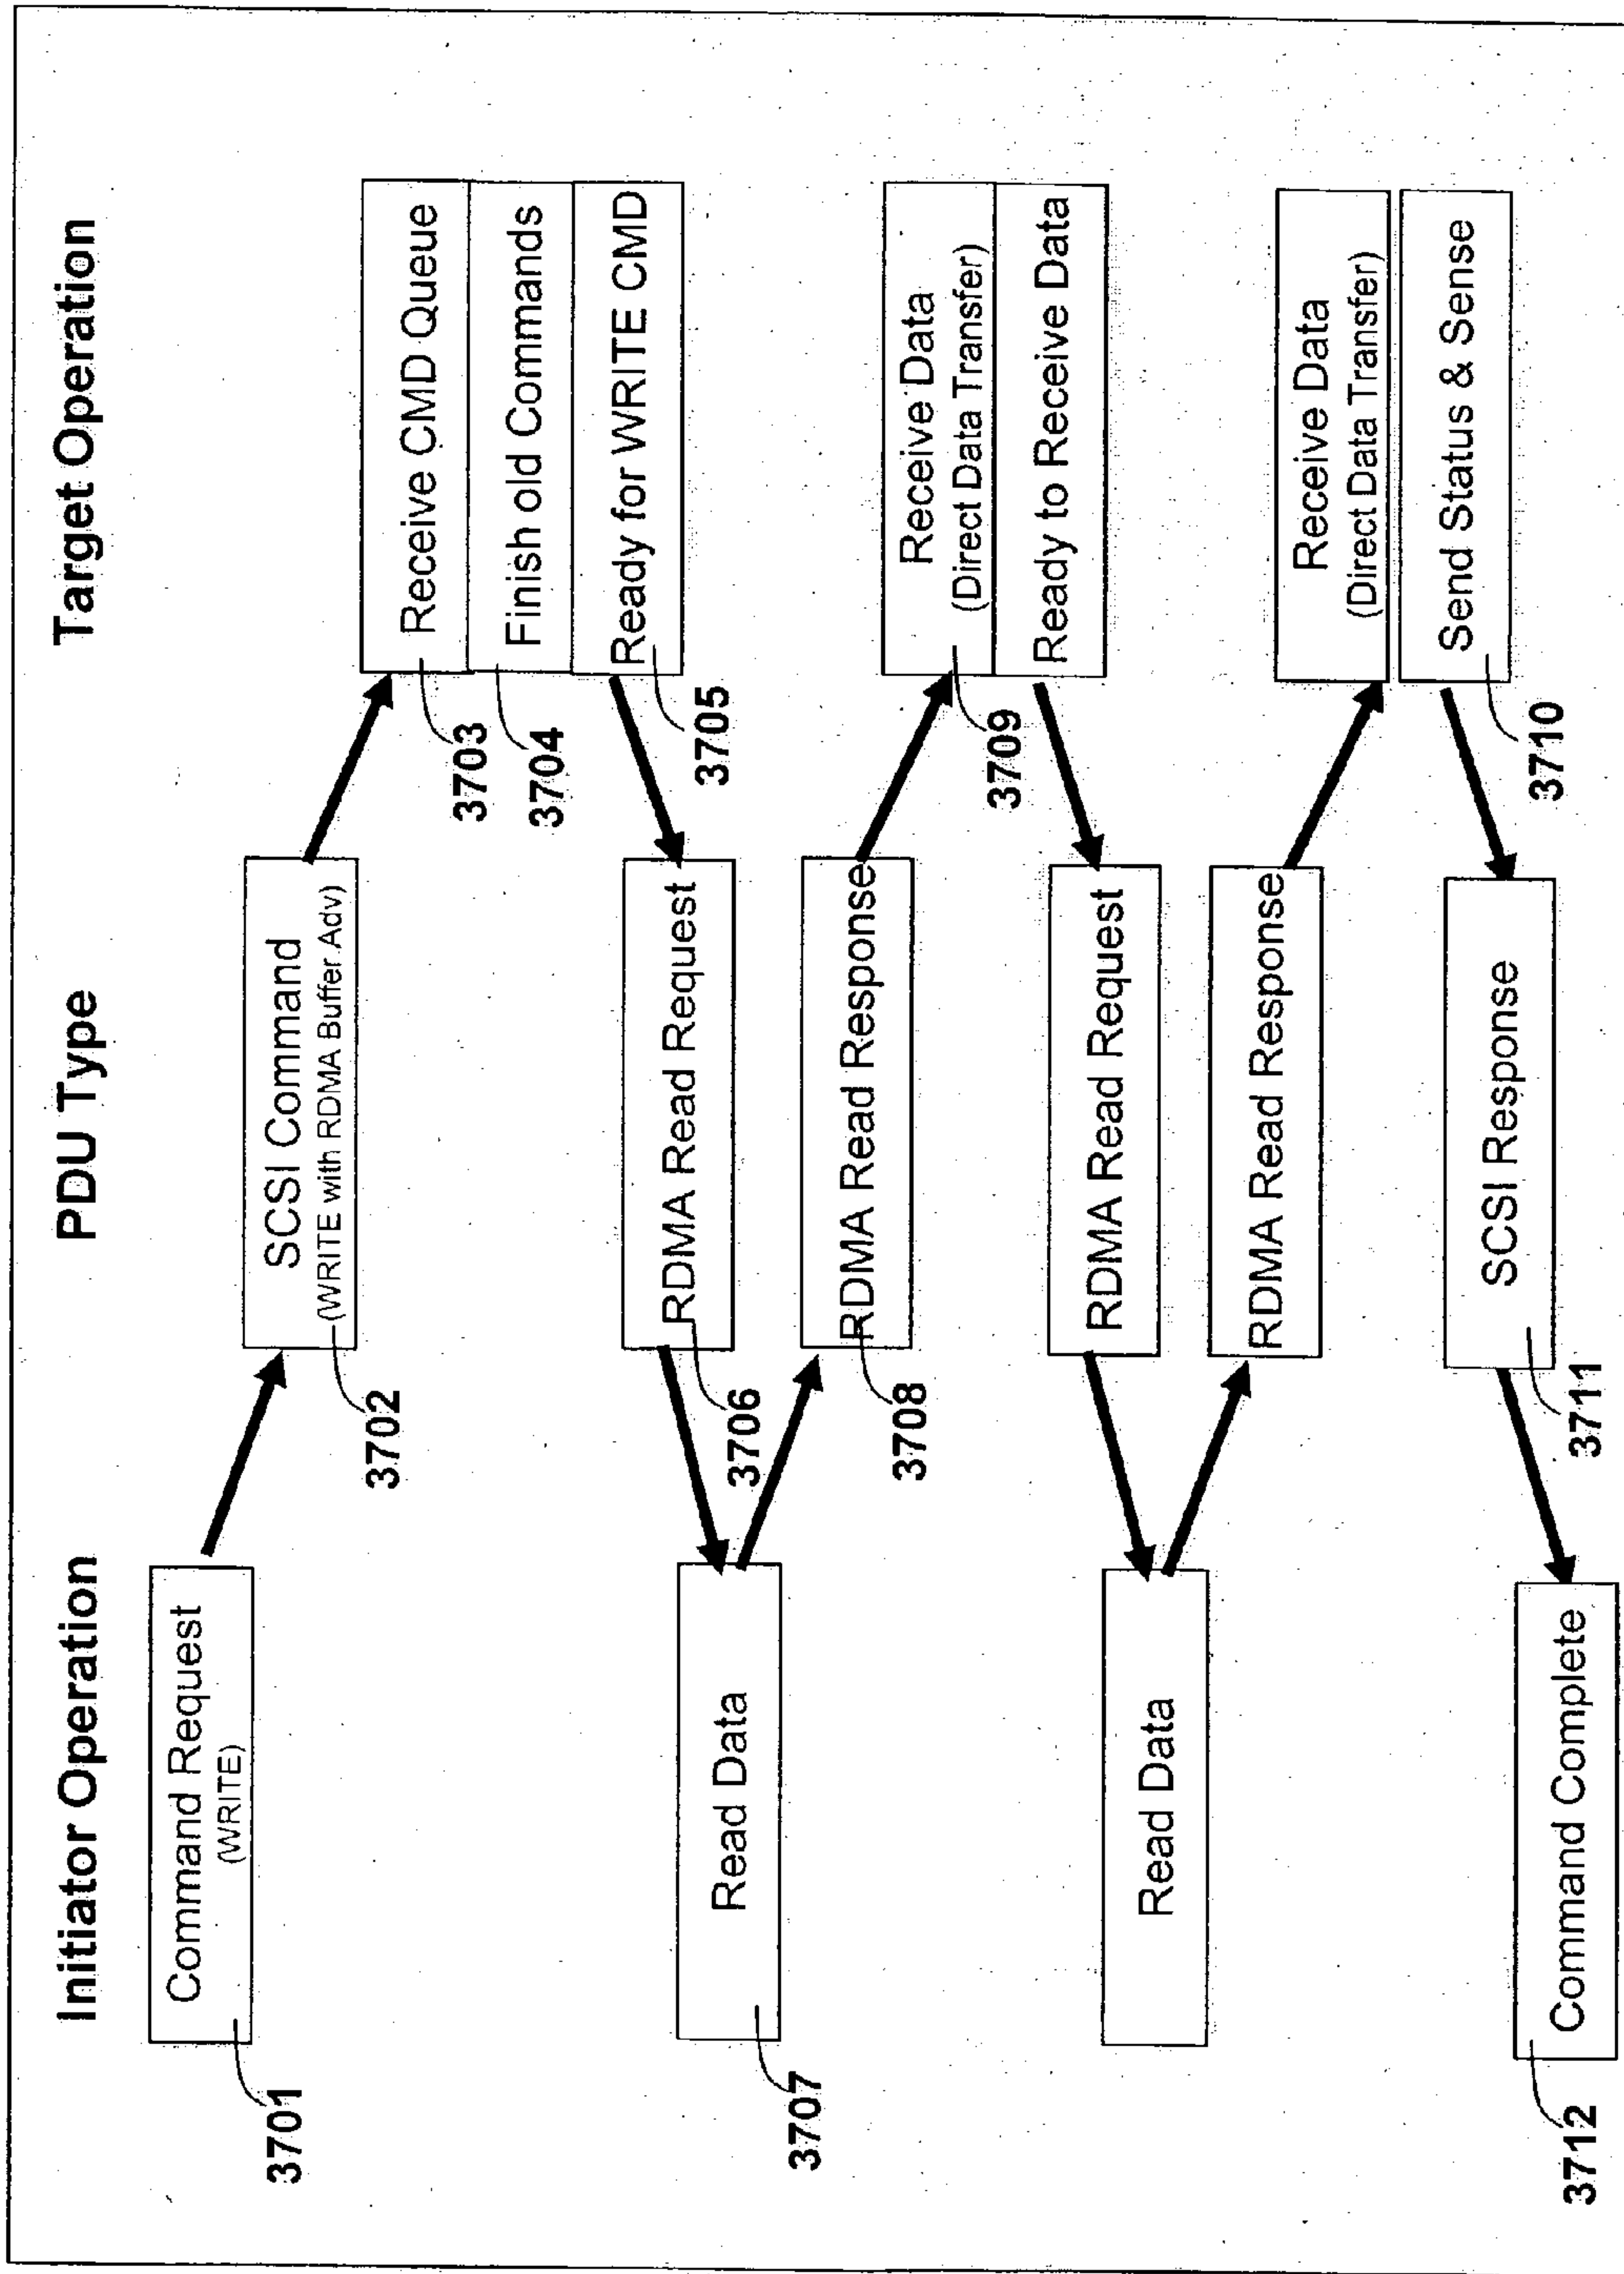 Initiator Operation
PDU Type
Target Operation
Command Request
(WRITE)
3701
SCSI Command
(WRITE with RDMA Buffer Adv)
3702
Receive CMD Queue
3703
Finish old Commands
3704
Ready for WRITE CMD
3705
RDMA Read Request
3706
Read Data
3707
RDMA Read Response
3708
Receive Data
(Direct Data Transfer)
3709
Ready to Receive Data
RDMA Read Request
Read Data
RDMA Read Response
Receive Data
(Direct Data Transfer)
Send Status & Sense
3710
SCSI Response
3711
Command Complete
3712